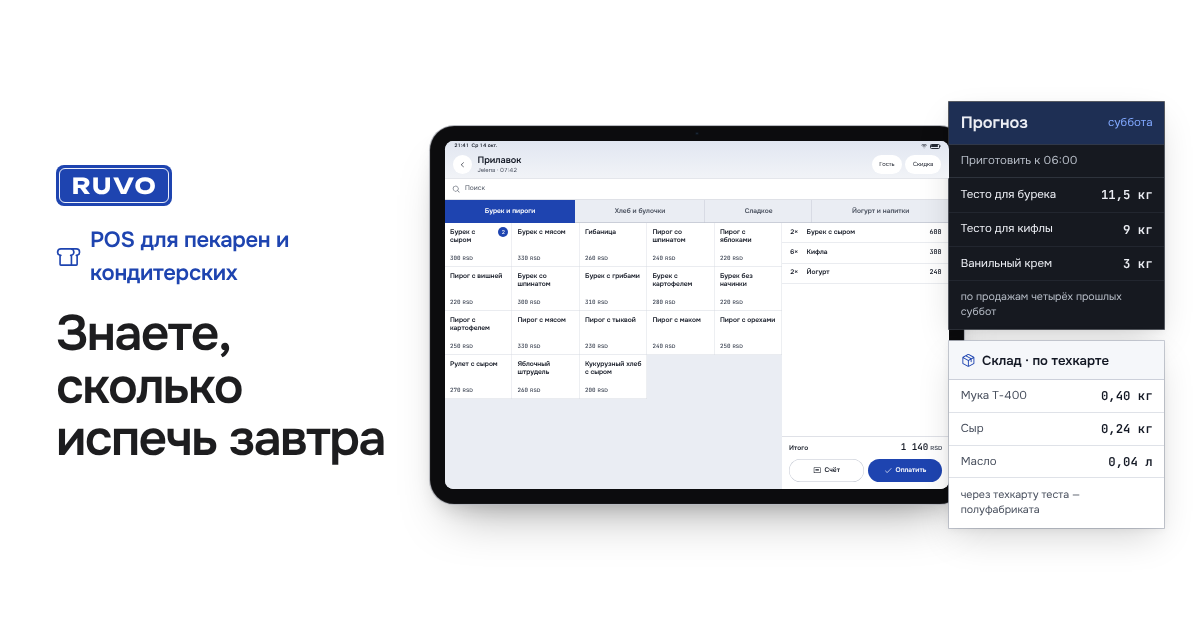 RUVO
POS для пекарен и
кондитерских
Знаете,
сколько
испечь завтра
21:41 Ср 14 окт.
Прилавок
Jelena · 07:42
Гость
Скидка
Поиск
Бурек и пироги
Хлеб и булочки
Сладкое
Йогурт и напитки
Бурек с сыром
2
300 RSD
Бурек с мясом
330 RSD
Гибаница
260 RSD
Пирог со шпинатом
240 RSD
Пирог с яблоками
220 RSD
Пирог с вишней
220 RSD
Бурек со шпинатом
300 RSD
Бурек с грибами
310 RSD
Бурек с картофелем
280 RSD
Бурек без начинки
220 RSD
Пирог с картофелем
250 RSD
Пирог с мясом
330 RSD
Пирог с тыквой
230 RSD
Пирог с маком
240 RSD
Пирог с орехами
250 RSD
Рулет с сыром
270 RSD
Яблочный штрудель
260 RSD
Кукурузный хлеб с сыром
200 RSD
2× Бурек с сыром 600
6× Кифла 300
2× Йогурт 240
Итого 1 140 RSD
Счёт
Оплатить
Прогноз суббота
Приготовить к 06:00
Тесто для бурека 11,5 кг
Тесто для кифлы 9 кг
Ванильный крем 3 кг
по продажам четырёх прошлых
суббот
Склад · по техкарте
Мука Т-400 0,40 кг
Сыр 0,24 кг
Масло 0,04 л
через техкарту теста —
полуфабриката